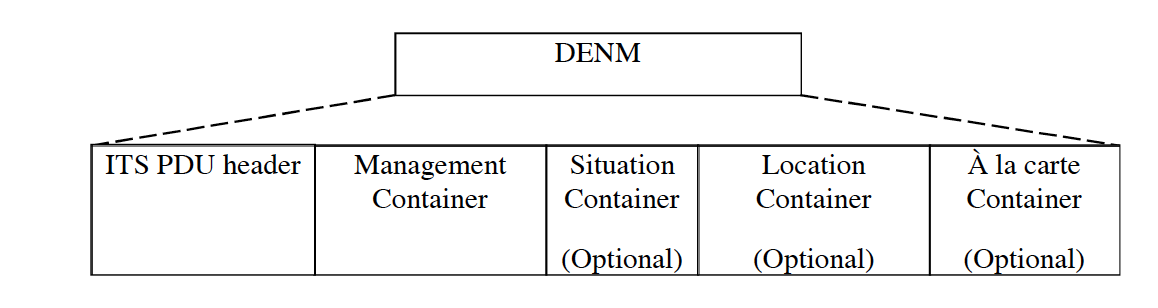 DENM
ITS PDU header
Management
Container
Situation
Container
(Optional)
Location
Container
(Optional)
À la carte
Container
(Optional)